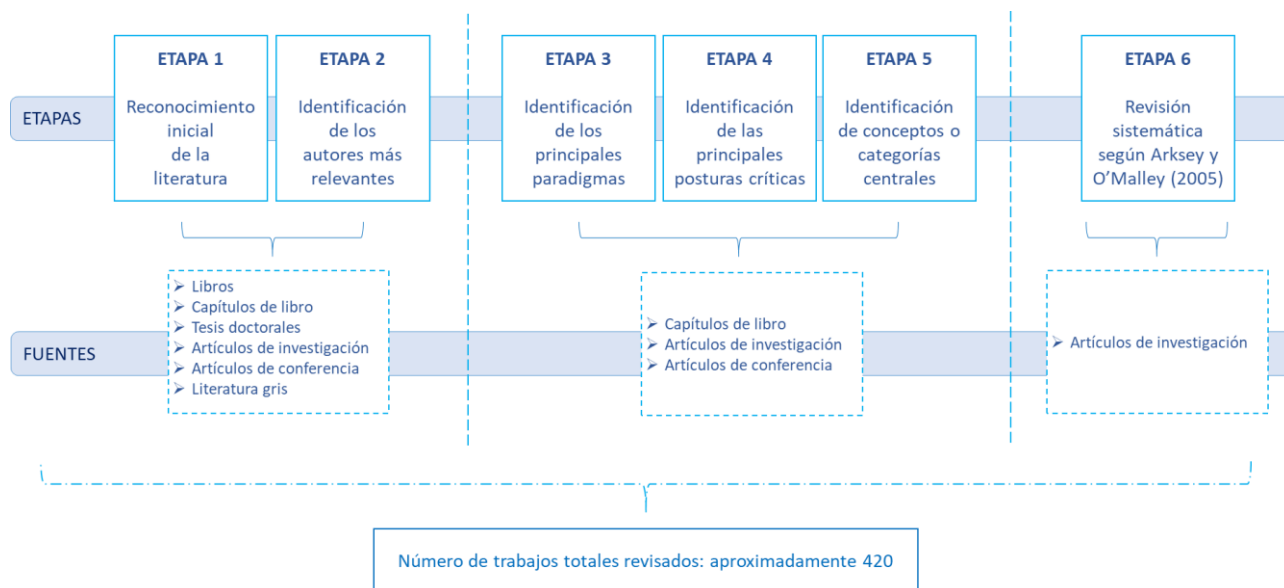 ETAPAS
ETAPA 1
Reconocimiento
inicial
de la
literatura
ETAPA 2
Identificación
de los
autores más
relevantes
ETAPA 3
Identificación
de los
principales
paradigmas
ETAPA 4
Identificación
de las
principales
posturas críticas
ETAPA 5
Identificación
de conceptos o
categorías
centrales
ETAPA 6
Revisión
sistemática
según Arksey y
O’Malley (2005)
FUENTES
➢ Libros
➢ Capítulos de libro
➢ Tesis doctorales
➢ Artículos de investigación
➢ Artículos de conferencia
➢ Literatura gris
➢ Capítulos de libro
➢ Artículos de investigación
➢ Artículos de conferencia
➢ Artículos de investigación
Número de trabajos totales revisados: aproximadamente 420